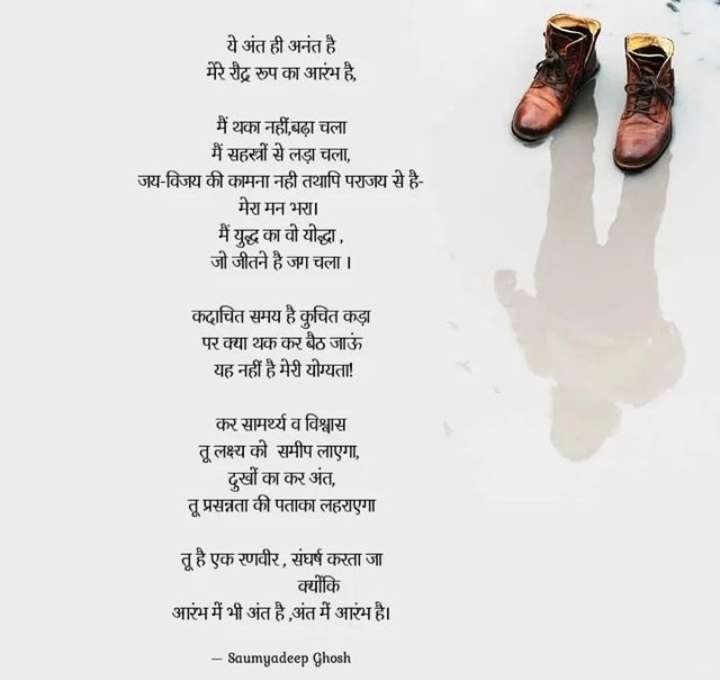 ये अंत ही अनंत है
मेरे रौद्र रूप का आरंभ है,
मैं थका नहीं,बढ़ा चला
मैं सहस्त्रों से लड़ा चला,
जय-विजय की कामना नही तथापि पराजय से है-
मेरा मन भरा।
मैं युद्ध का वो योद्धा ,
जो जीतने है जग चला ।
कदाचित समय है कुचित कड़ा
पर क्या थक कर बैठ जाऊं
यह नहीं है मेरी योग्यता!
कर सामर्थ्य व विश्वास
तू लक्ष्य को समीप लाएगा,
दुखों का कर अंत,
तू प्रसन्नता की पताका लहराएगा
तू है एक रणवीर , संघर्ष करता जा
क्योंकि
आरंभ में भी अंत है ,अंत में आरंभ है।
— Saumyadeep Ghosh